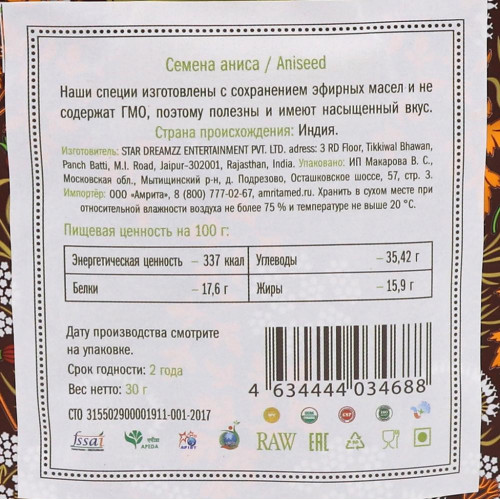 Семена аниса / Aniseed
Наши специи изготовлены с сохранением эфирных масел и не
содержат ГМО, поэтому полезны и имеют насыщенный вкус.
Страна происхождения: Индия.
Изготовитель: STAR DREAMZZ ENTERTAINMENT PVT. LTD. adress: 3 RD Floor, Tikkiwal Bhawan,
Panch Batti, M.I. Road, Jaipur-302001, Rajasthan, India. Упаковано: ИП Макарова В. С.,
Московская обл., Мытищинский р-н, д. Подрезово, Осташковское шоссе, 57, стр. 3.
Импортёр: ООО «Амрита», 8 (800) 777-02-67, amritamed.ru. Хранить в сухом месте при
относительной влажности воздуха не более 75 % и температуре не выше 20 °С.
Пищевая ценность на 100 г:
Энергетическая ценность – 337 ккал
Углеводы – 35,42 г
Белки – 17,6 г
Жиры – 15,9 г
Дату производства смотрите
на упаковке.
Срок годности: 2 года
Вес нетто: 30 г
4 634444 034688
СТО 315502900001911-001-2017
fssai
APEDA
RAW
EAC